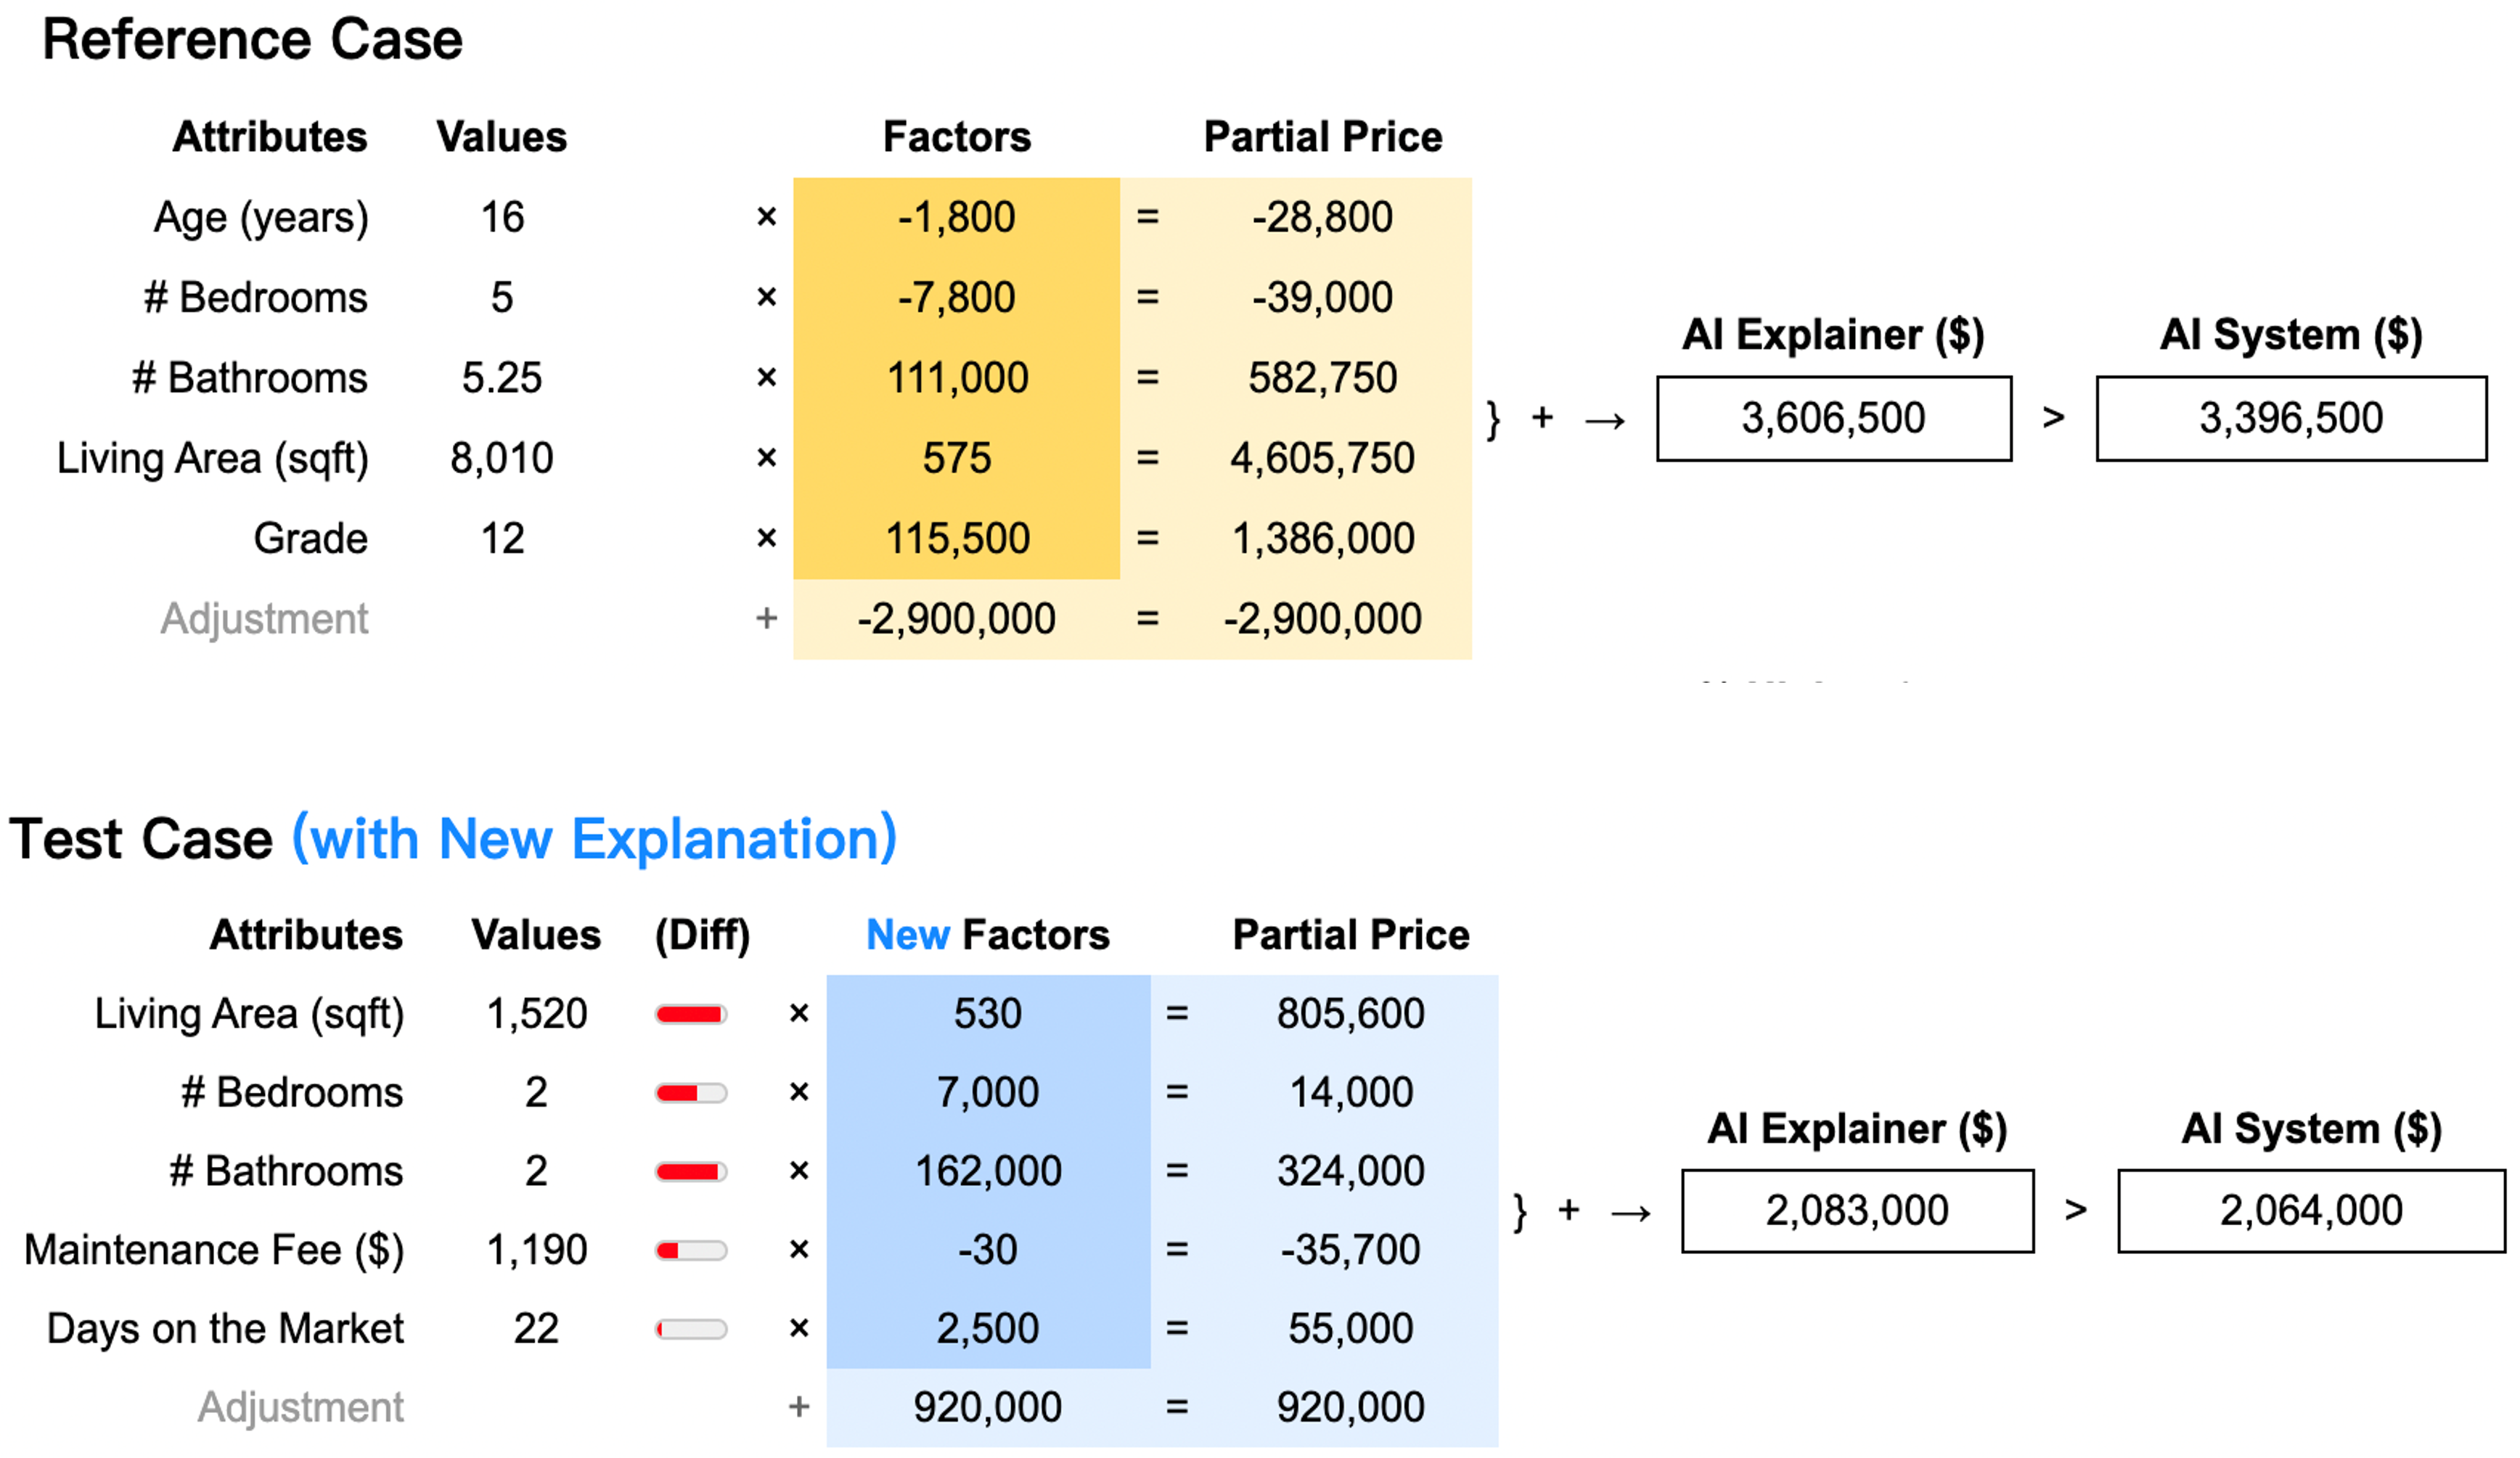 Reference Case
Attributes Values Factors Partial Price
Age (years) 16 × -1,800 = -28,800
# Bedrooms 5 × -7,800 = -39,000
# Bathrooms 5.25 × 111,000 = 582,750
Living Area (sqft) 8,010 × 575 = 4,605,750
Grade 12 × 115,500 = 1,386,000
Adjustment + -2,900,000 = -2,900,000
} + →
AI Explainer ($) AI System ($)
3,606,500 > 3,396,500
Test Case (with New Explanation)
Attributes Values (Diff) New Factors Partial Price
Living Area (sqft) 1,520 × 530 = 805,600
# Bedrooms 2 × 7,000 = 14,000
# Bathrooms 2 × 162,000 = 324,000
Maintenance Fee ($) 1,190 × -30 = -35,700
Days on the Market 22 × 2,500 = 55,000
Adjustment + 920,000 = 920,000
} + →
AI Explainer ($) AI System ($)
2,083,000 > 2,064,000